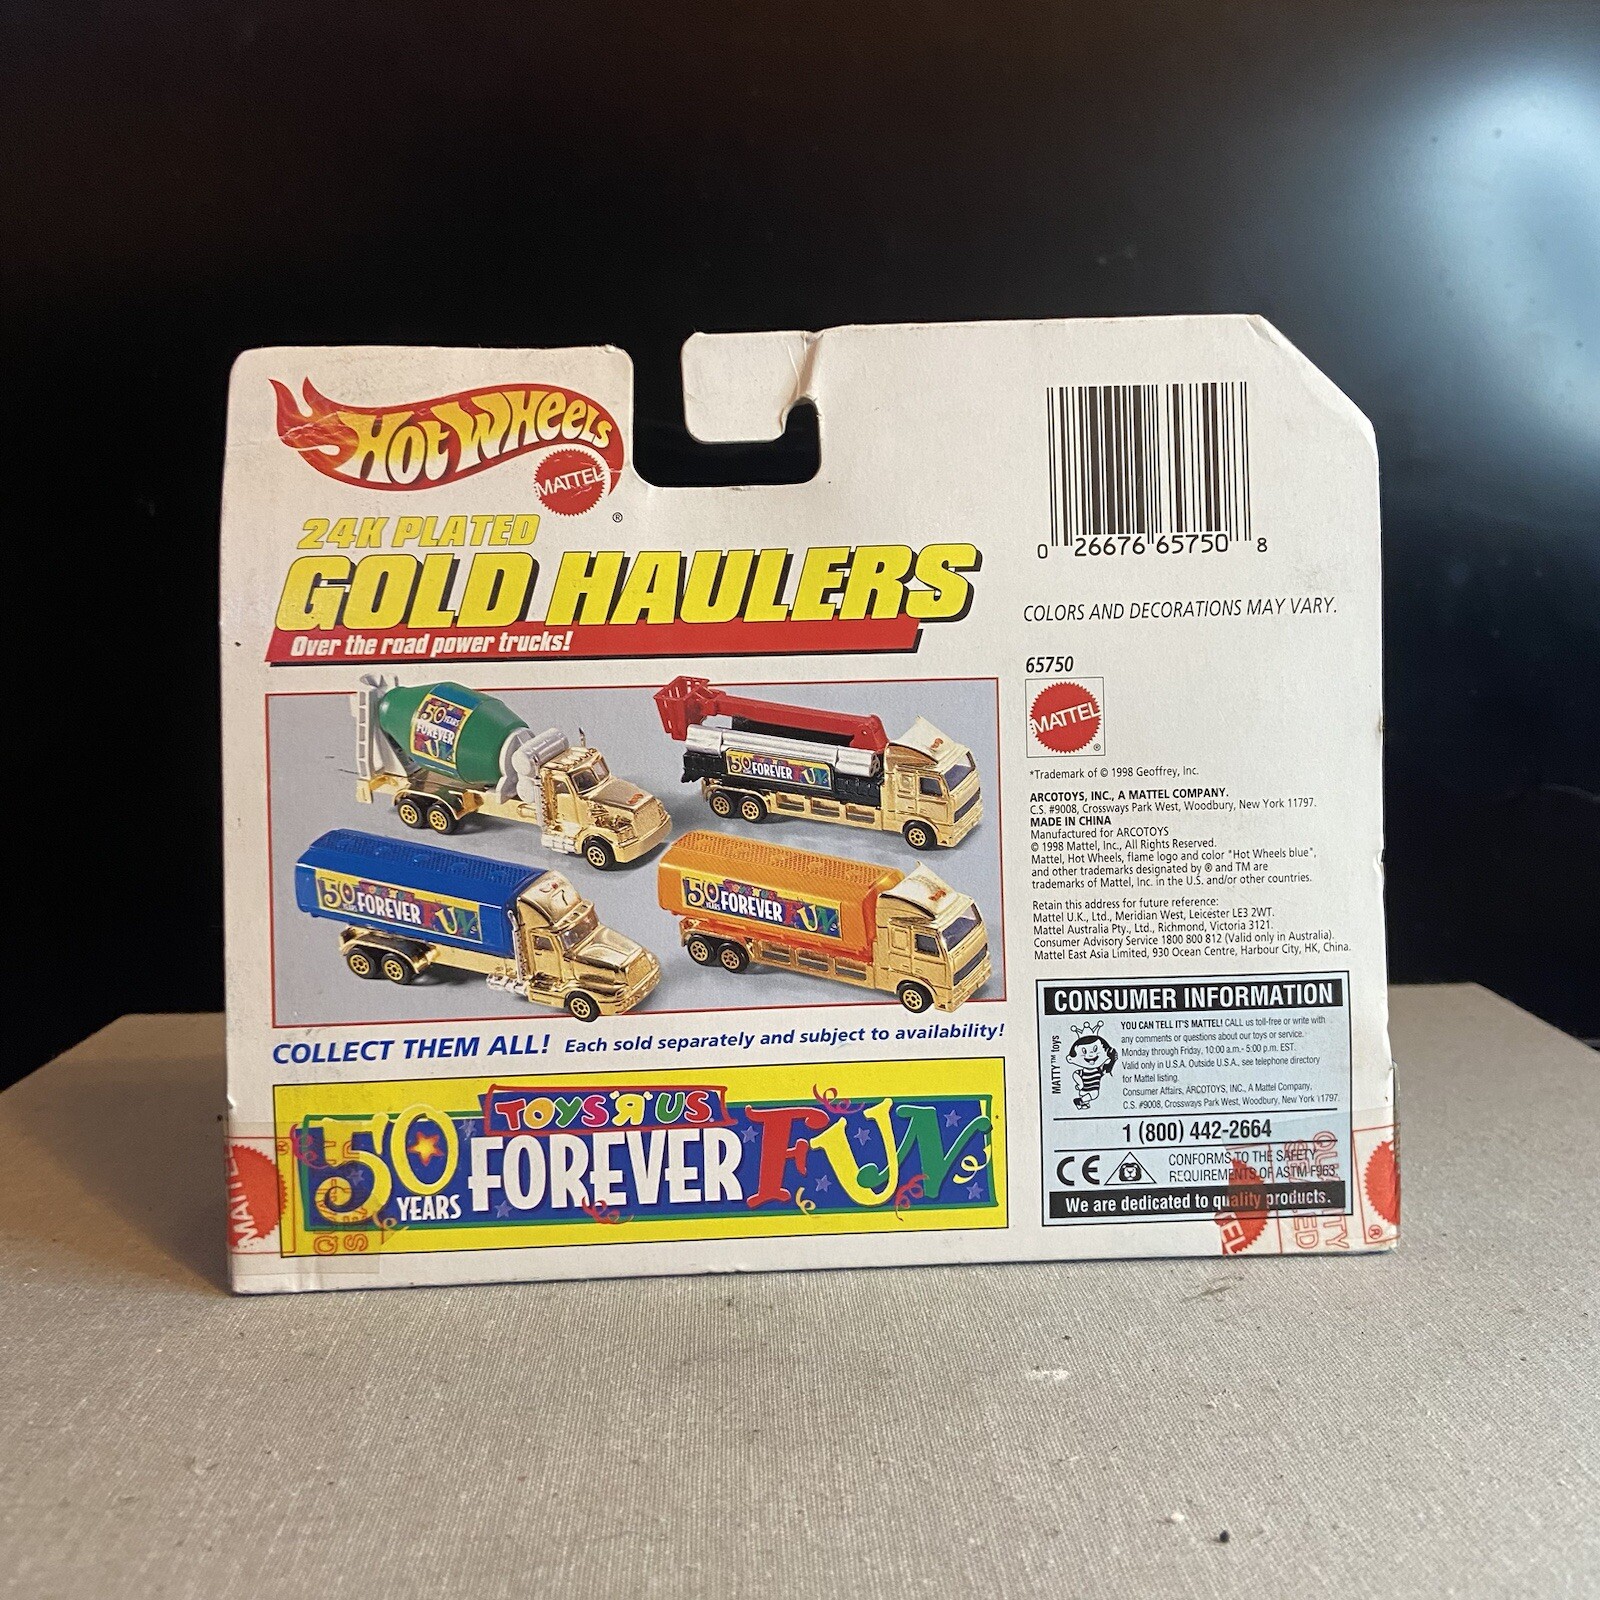 HOT WHEELS
MATTEL
®
24K PLATED
GOLD HAULERS
Over the road power trucks!
50 YEARS
FOREVER
FUN
50 FOREVER FUN
TOYS "R" US
50 YEARS FOREVER FUN
TOYS "R" US
50 YEARS FOREVER FUN
COLLECT THEM ALL! Each sold separately and subject to availability!
TOYS "R" US
50 YEARS FOREVER FUN
MATTEL
0 26676 65750 8
COLORS AND DECORATIONS MAY VARY.
65750
MATTEL
®
*Trademark of © 1998 Geoffrey, Inc.
ARCOTOYS, INC., A MATTEL COMPANY.
C.S. #9008, Crossways Park West, Woodbury, New York 11797.
MADE IN CHINA
Manufactured for ARCOTOYS
© 1998 Mattel, Inc., All Rights Reserved.
Mattel, Hot Wheels, flame logo and color "Hot Wheels blue",
and other trademarks designated by ® and TM are
trademarks of Mattel, Inc. in the U.S. and/or other countries.
Retain this address for future reference:
Mattel U.K., Ltd., Meridian West, Leicester LE3 2WT.
Mattel Australia Pty., Ltd., Richmond, Victoria 3121.
Consumer Advisory Service 1800 800 812 (Valid only in Australia).
Mattel East Asia Limited, 930 Ocean Centre, Harbour City, HK, China.
CONSUMER INFORMATION
MATTY™ toys
YOU CAN TELL IT'S MATTEL! CALL us toll-free or write with
any comments or questions about our toys or service.
Monday through Friday, 10:00 a.m.- 5:00 p.m. EST.
Valid only in U.S.A. Outside U.S.A., see telephone directory
for Mattel listing.
Consumer Affairs, ARCOTOYS, INC., A Mattel Company,
C.S. #9008, Crossways Park West, Woodbury, New York 11797.
1 (800) 442-2664
CE
CONFORMS TO THE SAFETY
REQUIREMENTS OF ASTM F963.
We are dedicated to quality products.